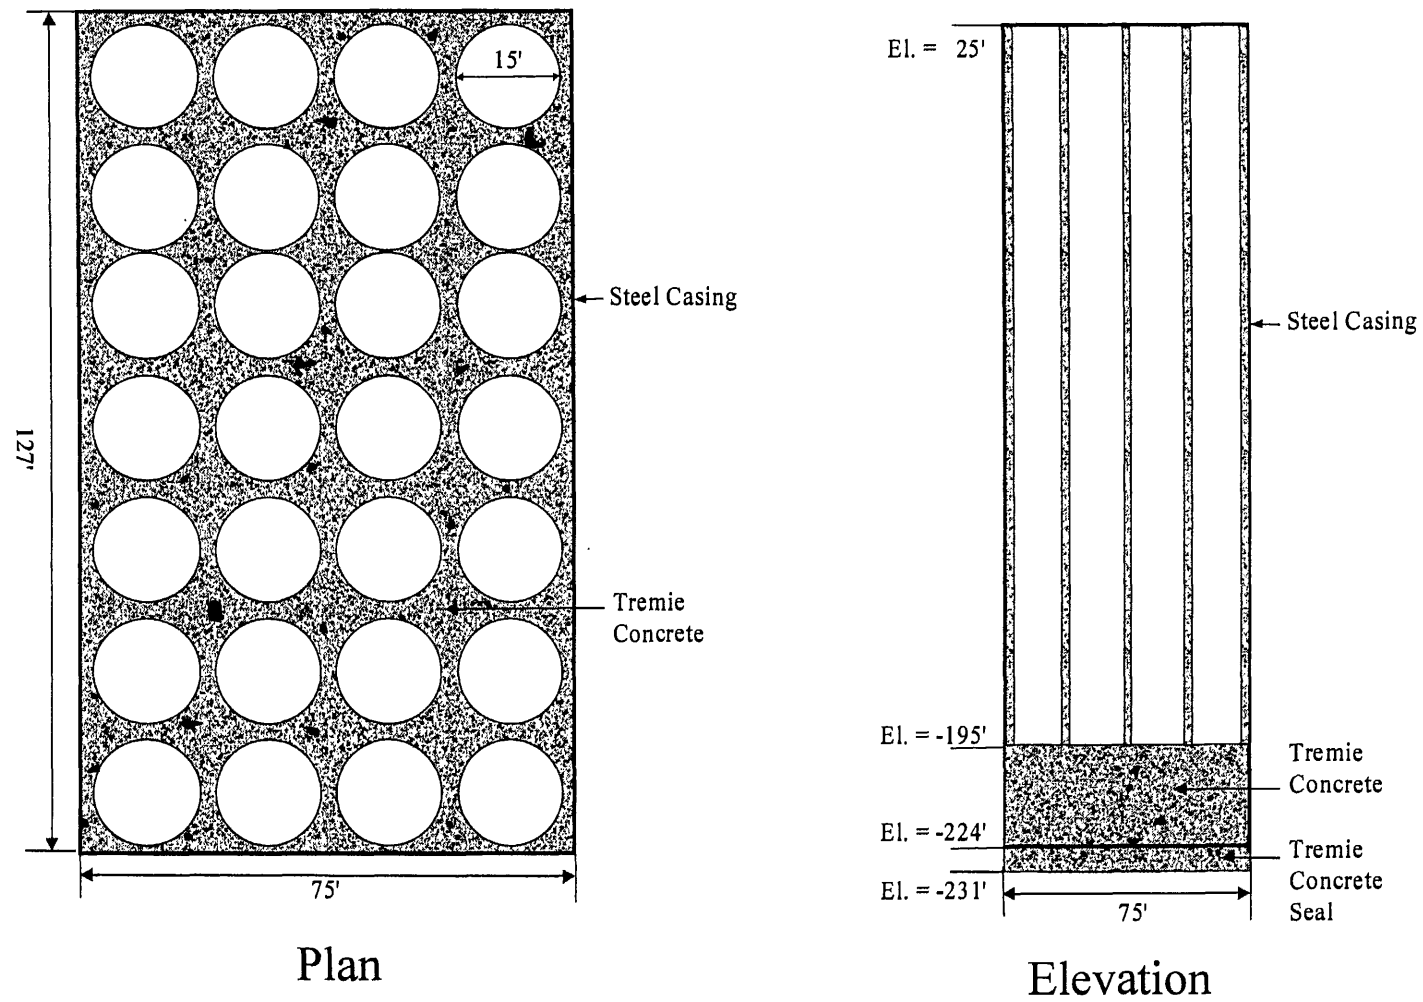 15'
Steel Casing
127'
Tremie
Concrete
75'
Plan
El. = 25'
Steel Casing
El. = -195'
Tremie
Concrete
El. = -224'
Tremie
Concrete
Seal
El. = -231'
75'
Elevation